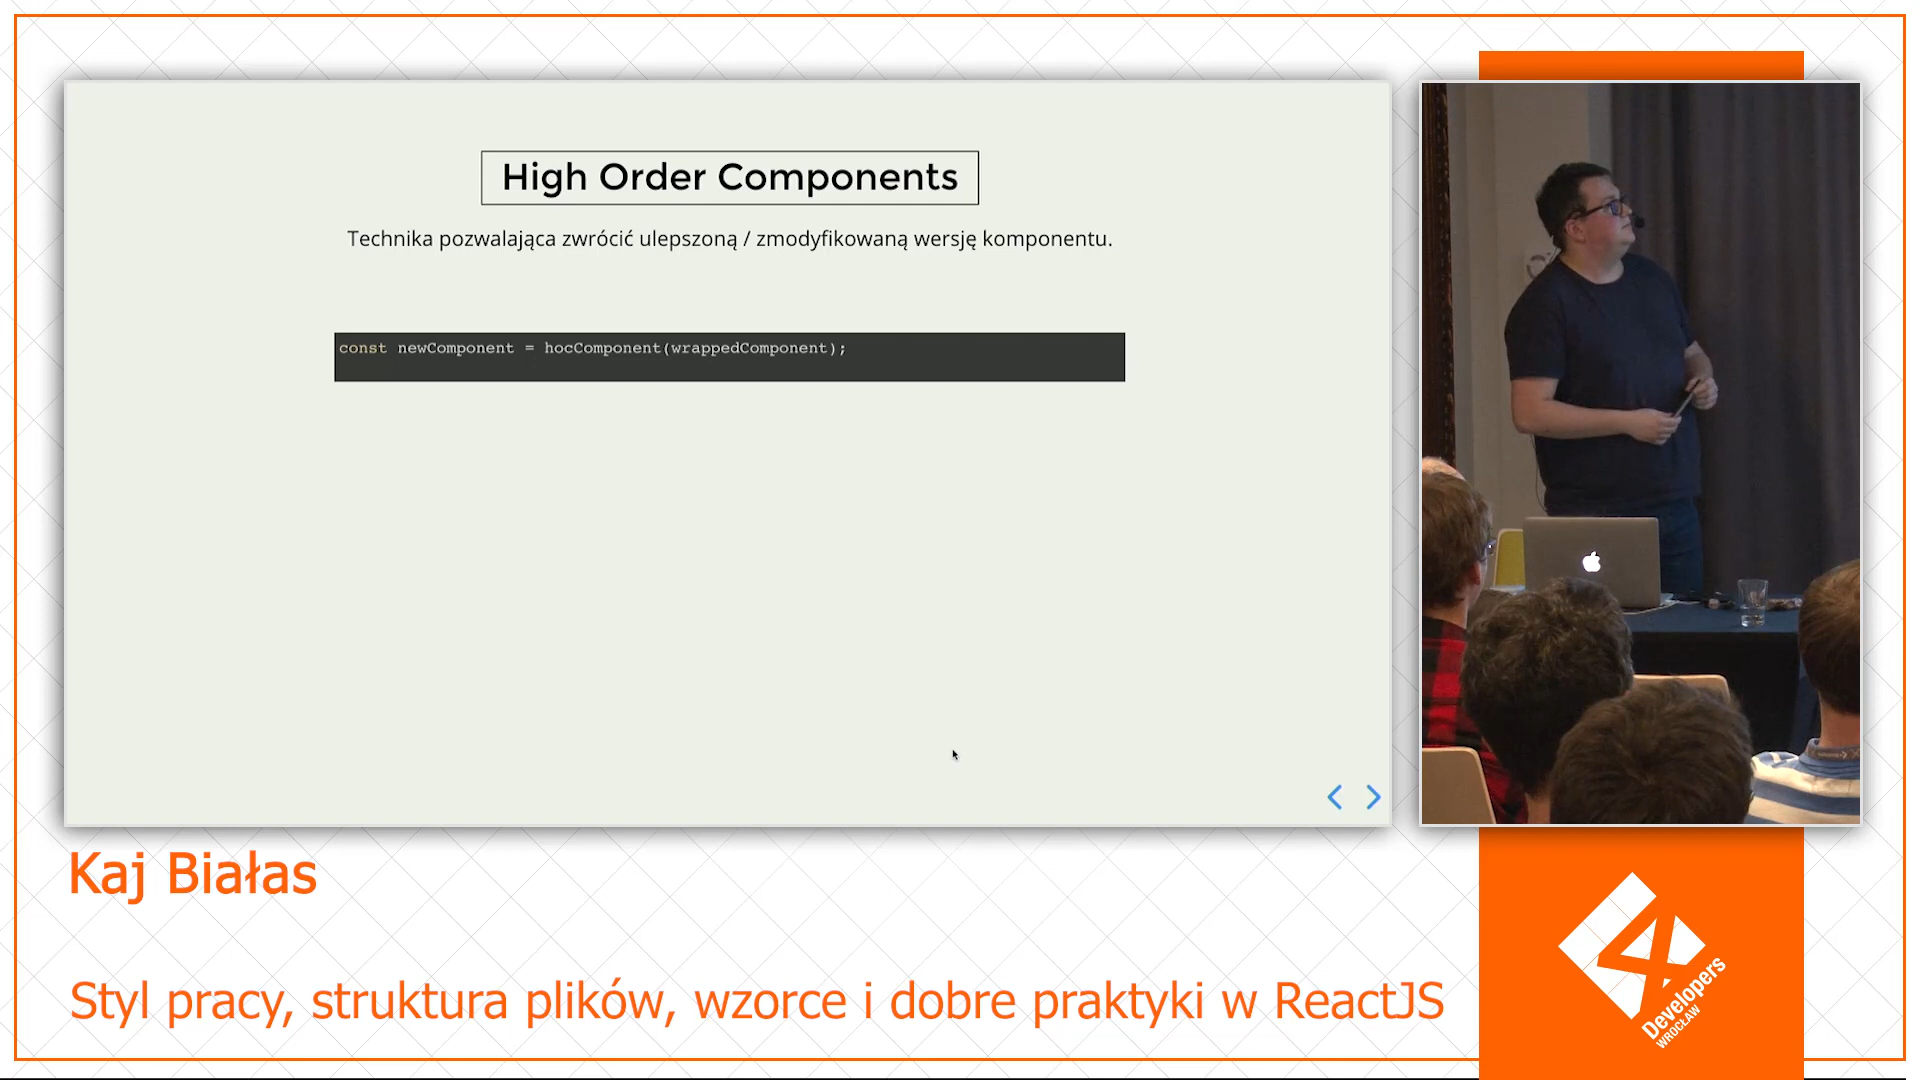 High Order Components
Technika pozwalająca zwrócić ulepszoną / zmodyfikowaną wersję komponentu.
const newComponent = hocComponent(wrappedComponent);
Kaj Białas
Styl pracy, struktura plików, wzorce i dobre praktyki w ReactJS
4
Developers
WROCŁAW